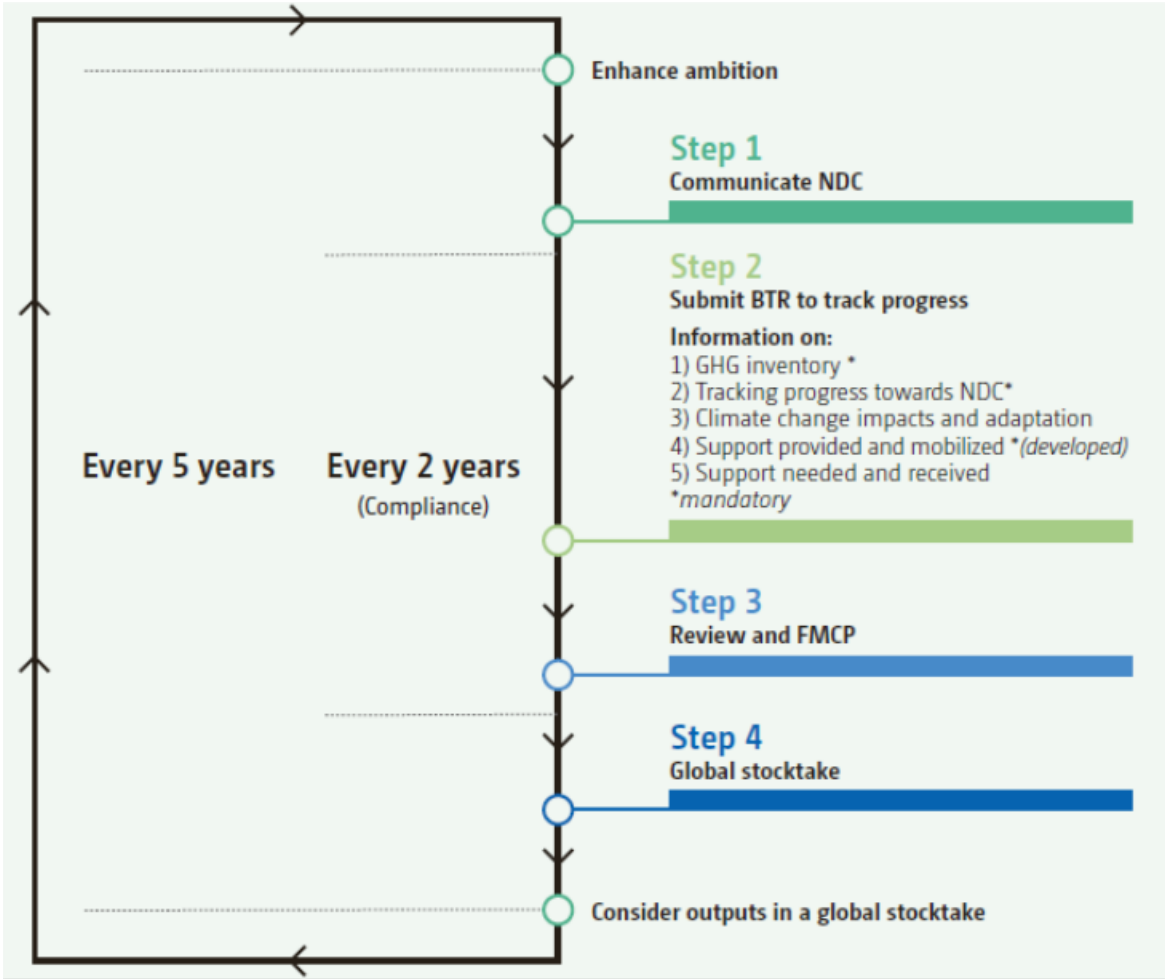 Enhance ambition
Step 1
Communicate NDC
Step 2
Submit BTR to track progress
Information on:
1) GHG inventory *
2) Tracking progress towards NDC*
3) Climate change impacts and adaptation
4) Support provided and mobilized *(developed)
5) Support needed and received
*mandatory
Every 5 years
Every 2 years
(Compliance)
Step 3
Review and FMCP
Step 4
Global stocktake
Consider outputs in a global stocktake